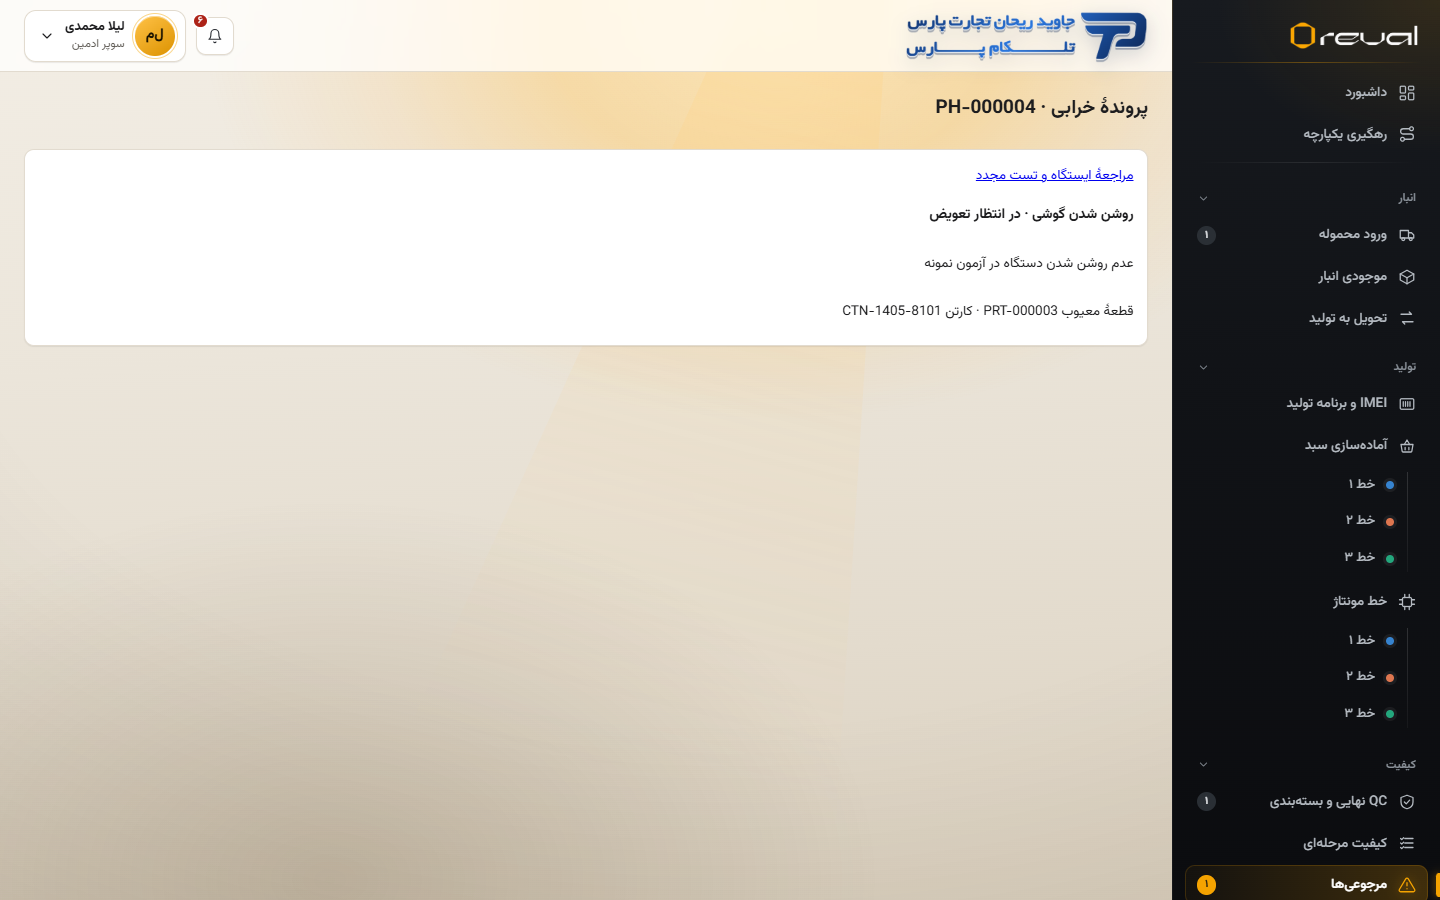 reval
داشبورد
رهگیری یکپارچه
انبار
ورود محموله ۱
موجودی انبار
تحویل به تولید
تولید
IMEI و برنامه تولید
آماده‌سازی سبد
خط ۱
خط ۲
خط ۳
خط مونتاژ
خط ۱
خط ۲
خط ۳
کیفیت
QC نهایی و بسته‌بندی ۱
کیفیت مرحله‌ای
مرجوعی‌ها ۱
جاوید ریحان تجارت پارس
تلـــکام پـــارس
۶
ل‌م
لیلا محمدی
سوپر ادمین
پروندهٔ خرابی · PH-000004
مراجعهٔ ایستگاه و تست مجدد
روشن شدن گوشی · در انتظار تعویض
عدم روشن شدن دستگاه در آزمون نمونه
قطعهٔ معیوب PRT-000003 · کارتن CTN-1405-8101